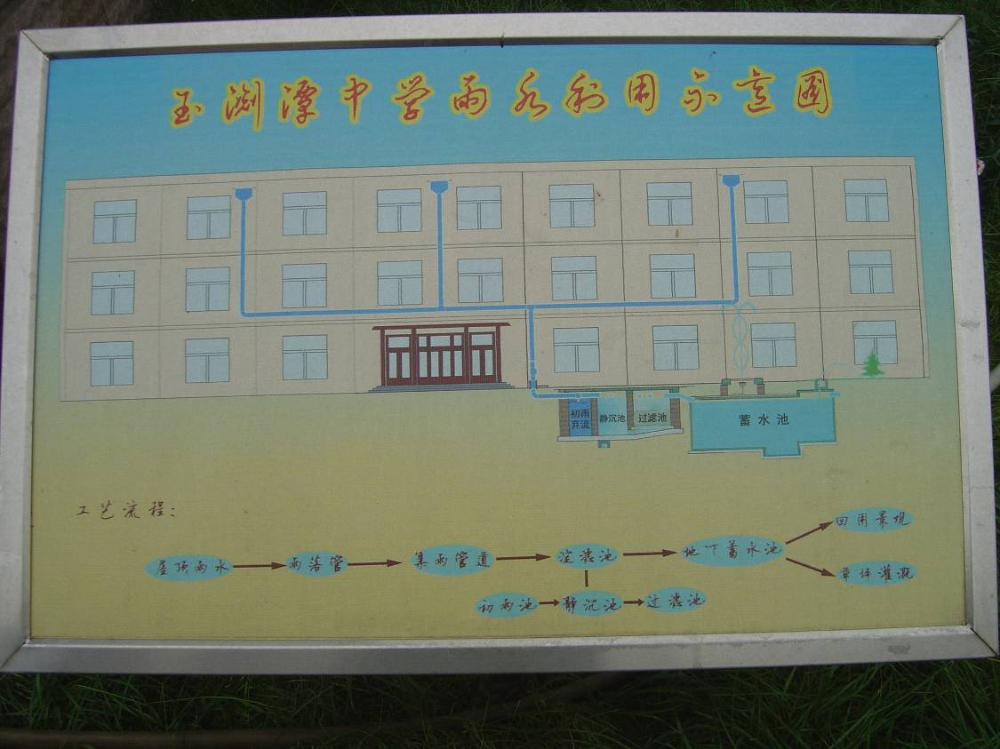 玉渊潭中学雨水利用示意图
初雨
弃流
静沉池
过滤池
蓄水池
工艺流程:
屋顶雨水
雨落管
集雨管道
沉滤池
地下蓄水池
回用景观
草坪灌溉
初雨池
静沉池
过滤池